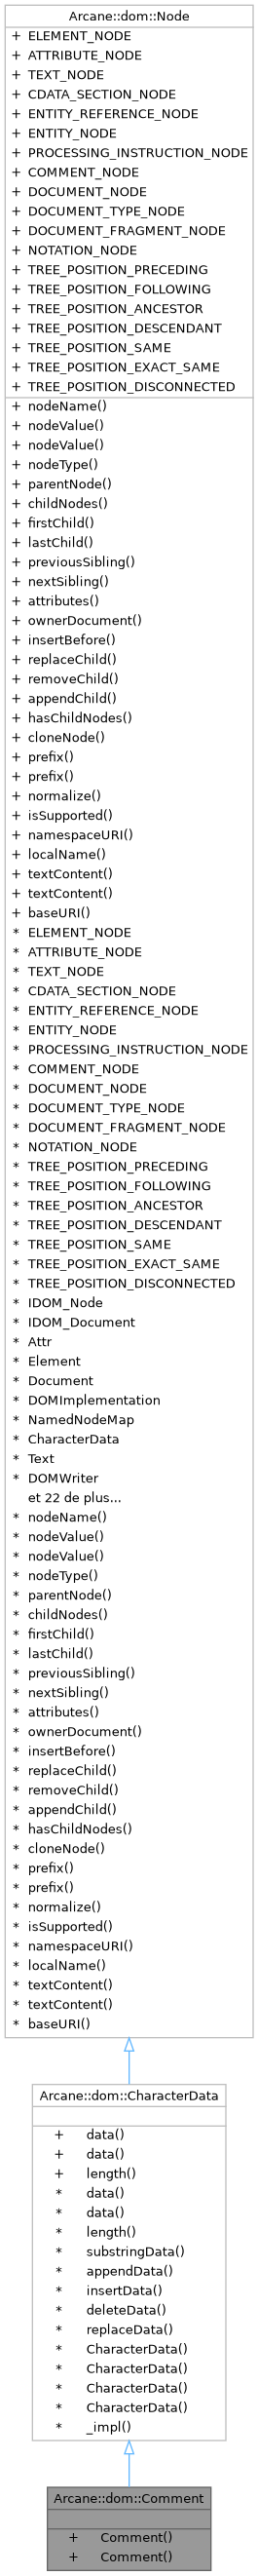 Arcane::dom::Node
+ ELEMENT_NODE
+ ATTRIBUTE_NODE
+ TEXT_NODE
+ CDATA_SECTION_NODE
+ ENTITY_REFERENCE_NODE
+ ENTITY_NODE
+ PROCESSING_INSTRUCTION_NODE
+ COMMENT_NODE
+ DOCUMENT_NODE
+ DOCUMENT_TYPE_NODE
+ DOCUMENT_FRAGMENT_NODE
+ NOTATION_NODE
+ TREE_POSITION_PRECEDING
+ TREE_POSITION_FOLLOWING
+ TREE_POSITION_ANCESTOR
+ TREE_POSITION_DESCENDANT
+ TREE_POSITION_SAME
+ TREE_POSITION_EXACT_SAME
+ TREE_POSITION_DISCONNECTED
+ nodeName()
+ nodeValue()
+ nodeValue()
+ nodeType()
+ parentNode()
+ childNodes()
+ firstChild()
+ lastChild()
+ previousSibling()
+ nextSibling()
+ attributes()
+ ownerDocument()
+ insertBefore()
+ replaceChild()
+ removeChild()
+ appendChild()
+ hasChildNodes()
+ cloneNode()
+ prefix()
+ prefix()
+ normalize()
+ isSupported()
+ namespaceURI()
+ localName()
+ textContent()
+ textContent()
+ baseURI()
* ELEMENT_NODE
* ATTRIBUTE_NODE
* TEXT_NODE
* CDATA_SECTION_NODE
* ENTITY_REFERENCE_NODE
* ENTITY_NODE
* PROCESSING_INSTRUCTION_NODE
* COMMENT_NODE
* DOCUMENT_NODE
* DOCUMENT_TYPE_NODE
* DOCUMENT_FRAGMENT_NODE
* NOTATION_NODE
* TREE_POSITION_PRECEDING
* TREE_POSITION_FOLLOWING
* TREE_POSITION_ANCESTOR
* TREE_POSITION_DESCENDANT
* TREE_POSITION_SAME
* TREE_POSITION_EXACT_SAME
* TREE_POSITION_DISCONNECTED
* IDOM_Node
* IDOM_Document
* Attr
* Element
* Document
* DOMImplementation
* NamedNodeMap
* CharacterData
* Text
* DOMWriter
et 22 de plus...
* nodeName()
* nodeValue()
* nodeValue()
* nodeType()
* parentNode()
* childNodes()
* firstChild()
* lastChild()
* previousSibling()
* nextSibling()
* attributes()
* ownerDocument()
* insertBefore()
* replaceChild()
* removeChild()
* appendChild()
* hasChildNodes()
* cloneNode()
* prefix()
* prefix()
* normalize()
* isSupported()
* namespaceURI()
* localName()
* textContent()
* textContent()
* baseURI()
Arcane::dom::CharacterData
+ data()
+ data()
+ length()
* data()
* data()
* length()
* substringData()
* appendData()
* insertData()
* deleteData()
* replaceData()
* CharacterData()
* CharacterData()
* CharacterData()
* CharacterData()
* _impl()
Arcane::dom::Comment
+ Comment()
+ Comment()